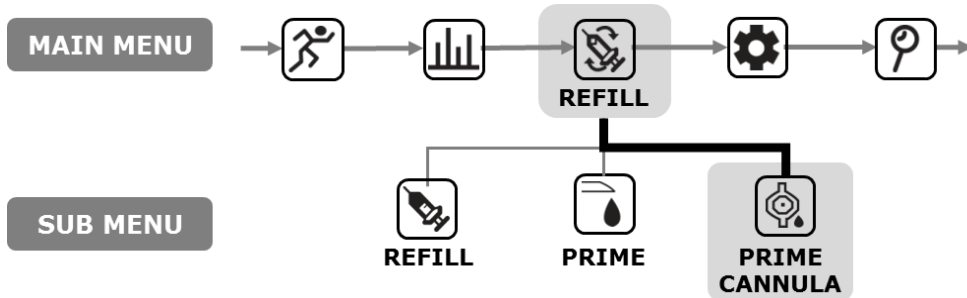 MAIN MENU
REFILL
SUB MENU
REFILL
PRIME
PRIME
CANNULA